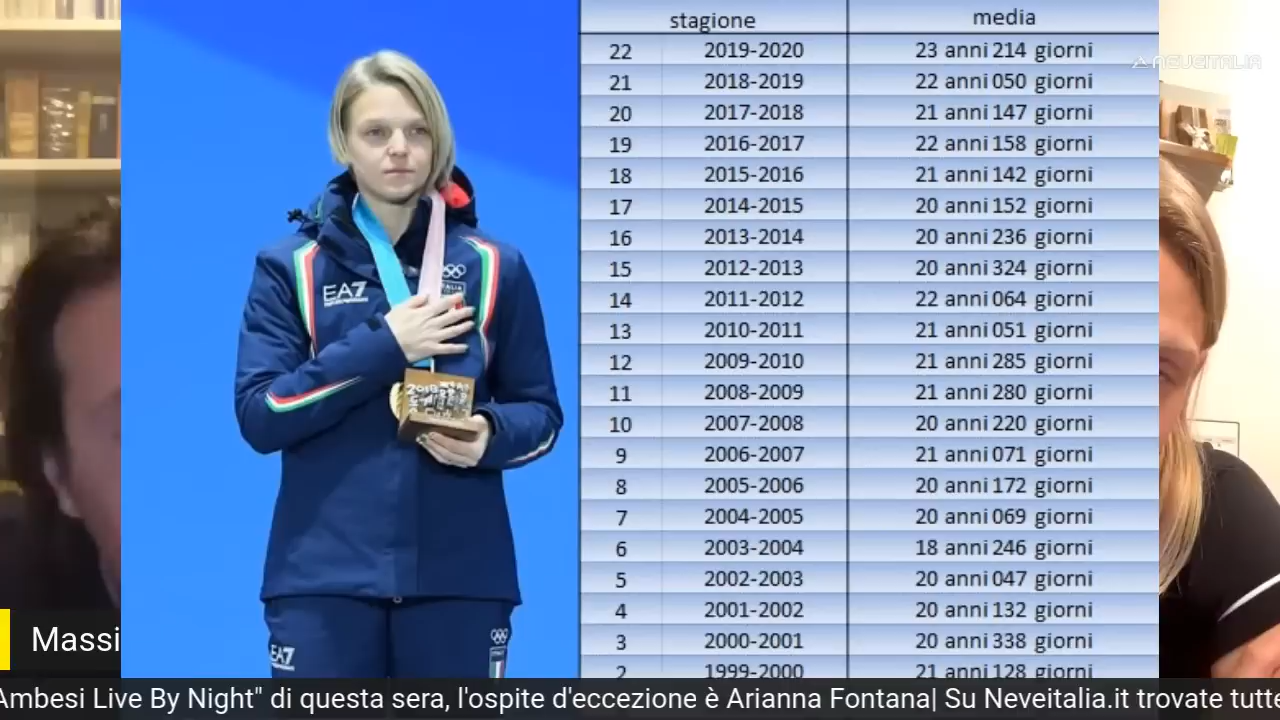 stagione media
22 2019-2020 23 anni 214 giorni
NEVEITALIA
21 2018-2019 22 anni 050 giorni
20 2017-2018 21 anni 147 giorni
19 2016-2017 22 anni 158 giorni
18 2015-2016 21 anni 142 giorni
17 2014-2015 20 anni 152 giorni
16 2013-2014 20 anni 236 giorni
15 2012-2013 20 anni 324 giorni
14 2011-2012 22 anni 064 giorni
13 2010-2011 21 anni 051 giorni
12 2009-2010 21 anni 285 giorni
11 2008-2009 21 anni 280 giorni
10 2007-2008 20 anni 220 giorni
9 2006-2007 21 anni 071 giorni
8 2005-2006 20 anni 172 giorni
7 2004-2005 20 anni 069 giorni
6 2003-2004 18 anni 246 giorni
5 2002-2003 20 anni 047 giorni
4 2001-2002 20 anni 132 giorni
3 2000-2001 20 anni 338 giorni
2 1999-2000 21 anni 128 giorni
EA7
EA7
Massi
Ambesi Live By Night" di questa sera, l'ospite d'eccezione è Arianna Fontana| Su Neveitalia.it trovate tutte